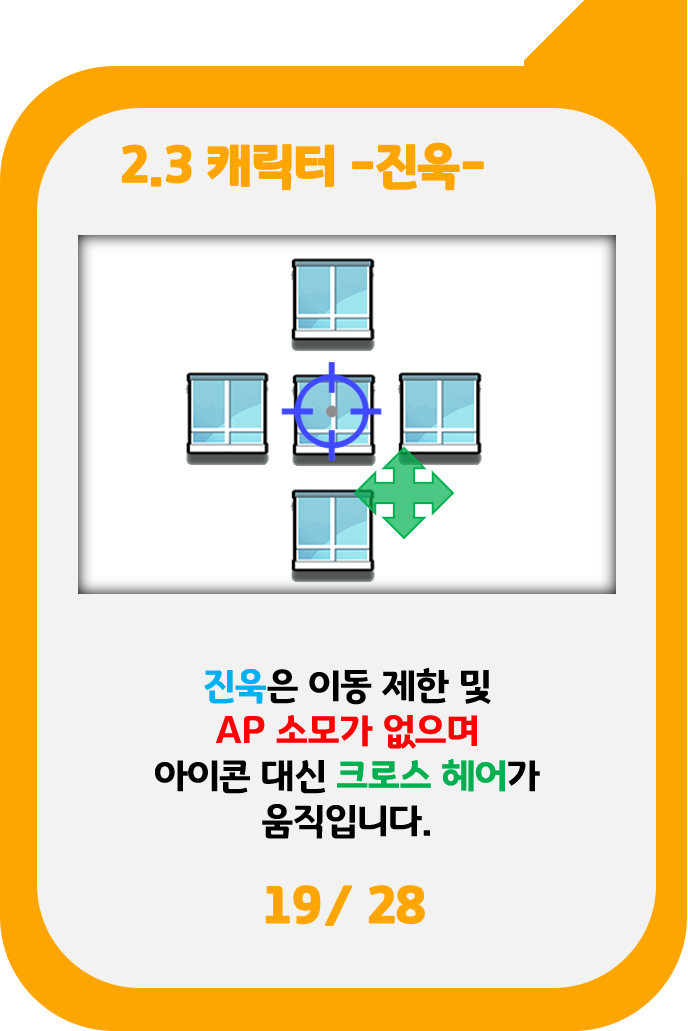 2.3 캐릭터 -진욱-
진욱은 이동 제한 및
AP 소모가 없으며
아이콘 대신 크로스 헤어가
움직입니다.
19/ 28